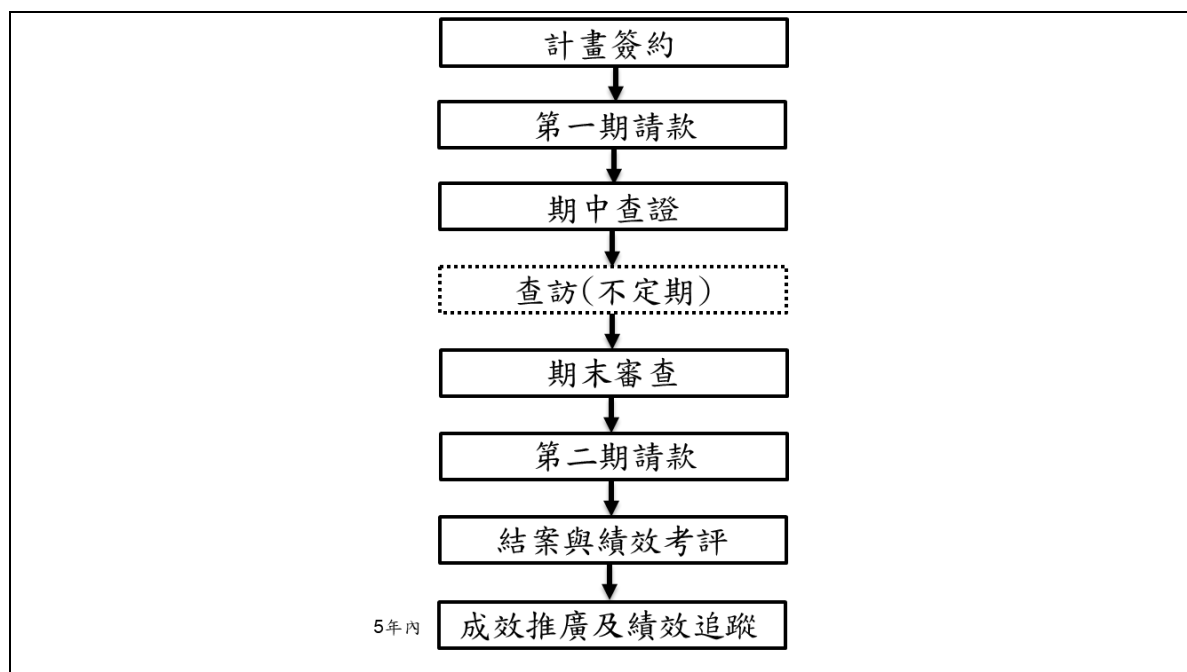 計畫簽約
第一期請款
期中查證
查訪(不定期)
期末審查
第二期請款
結案與績效考評
5年內 成效推廣及績效追蹤